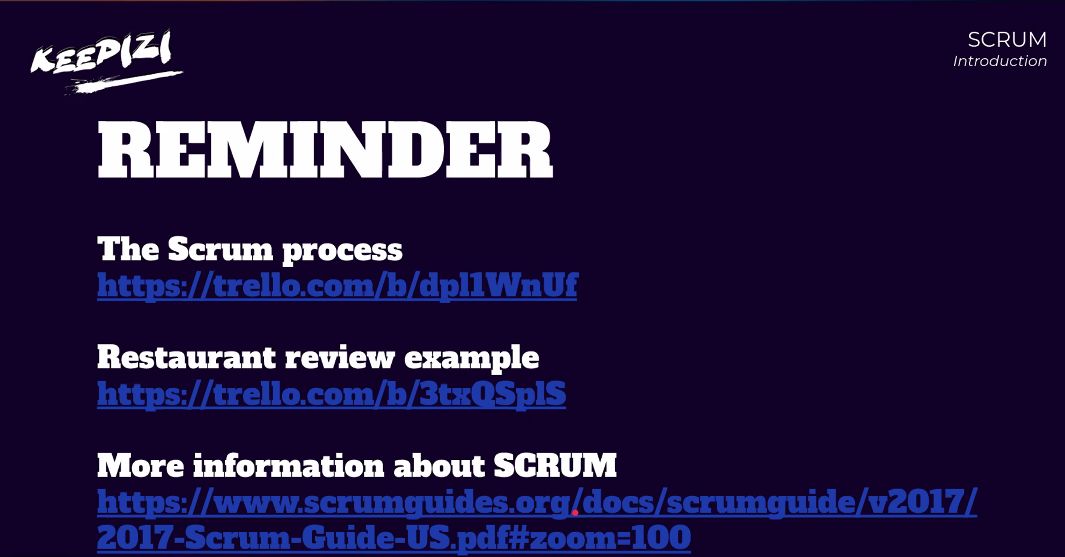 KEEPIZI
SCRUM
Introduction
REMINDER
The Scrum process
https://trello.com/b/dpl1WnUf
Restaurant review example
https://trello.com/b/3txQSplS
More information about SCRUM
https://www.scrumguides.org/docs/scrumguide/v2017/
2017-Scrum-Guide-US.pdf#zoom=100